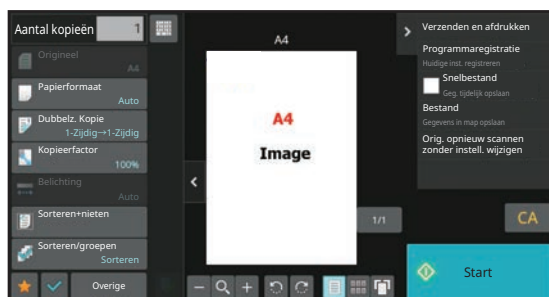 Aantal kopieën 1
Origineel
A4
Papierformaat
Auto
Dubbelz. Kopie
1-Zijdig→1-Zijdig
Kopieerfactor
100%
Belichting
Auto
Sorteren+nieten
Sorteren/groepen
Sorteren
Overige
A4
A4
Image
1/1
Verzenden en afdrukken
Programmaregistratie
Huidige inst. registreren
Snelbestand
Geg. tijdelijk opslaan
Bestand
Gegevens in map opslaan
Orig. opnieuw scannen
zonder instell. wijzigen
CA
Start